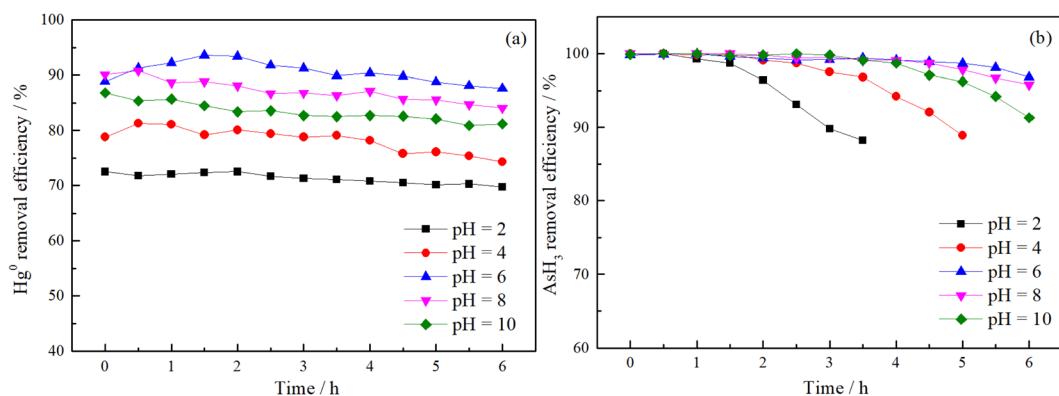 (a)
Hg⁰ removal efficiency / %
100
90
80
70
60
50
40
0 1 2 3 4 5 6
Time / h
pH = 2
pH = 4
pH = 6
pH = 8
pH = 10
(b)
AsH₃ removal efficiency / %
100
90
80
70
60
0 1 2 3 4 5 6
Time / h
pH = 2
pH = 4
pH = 6
pH = 8
pH = 10